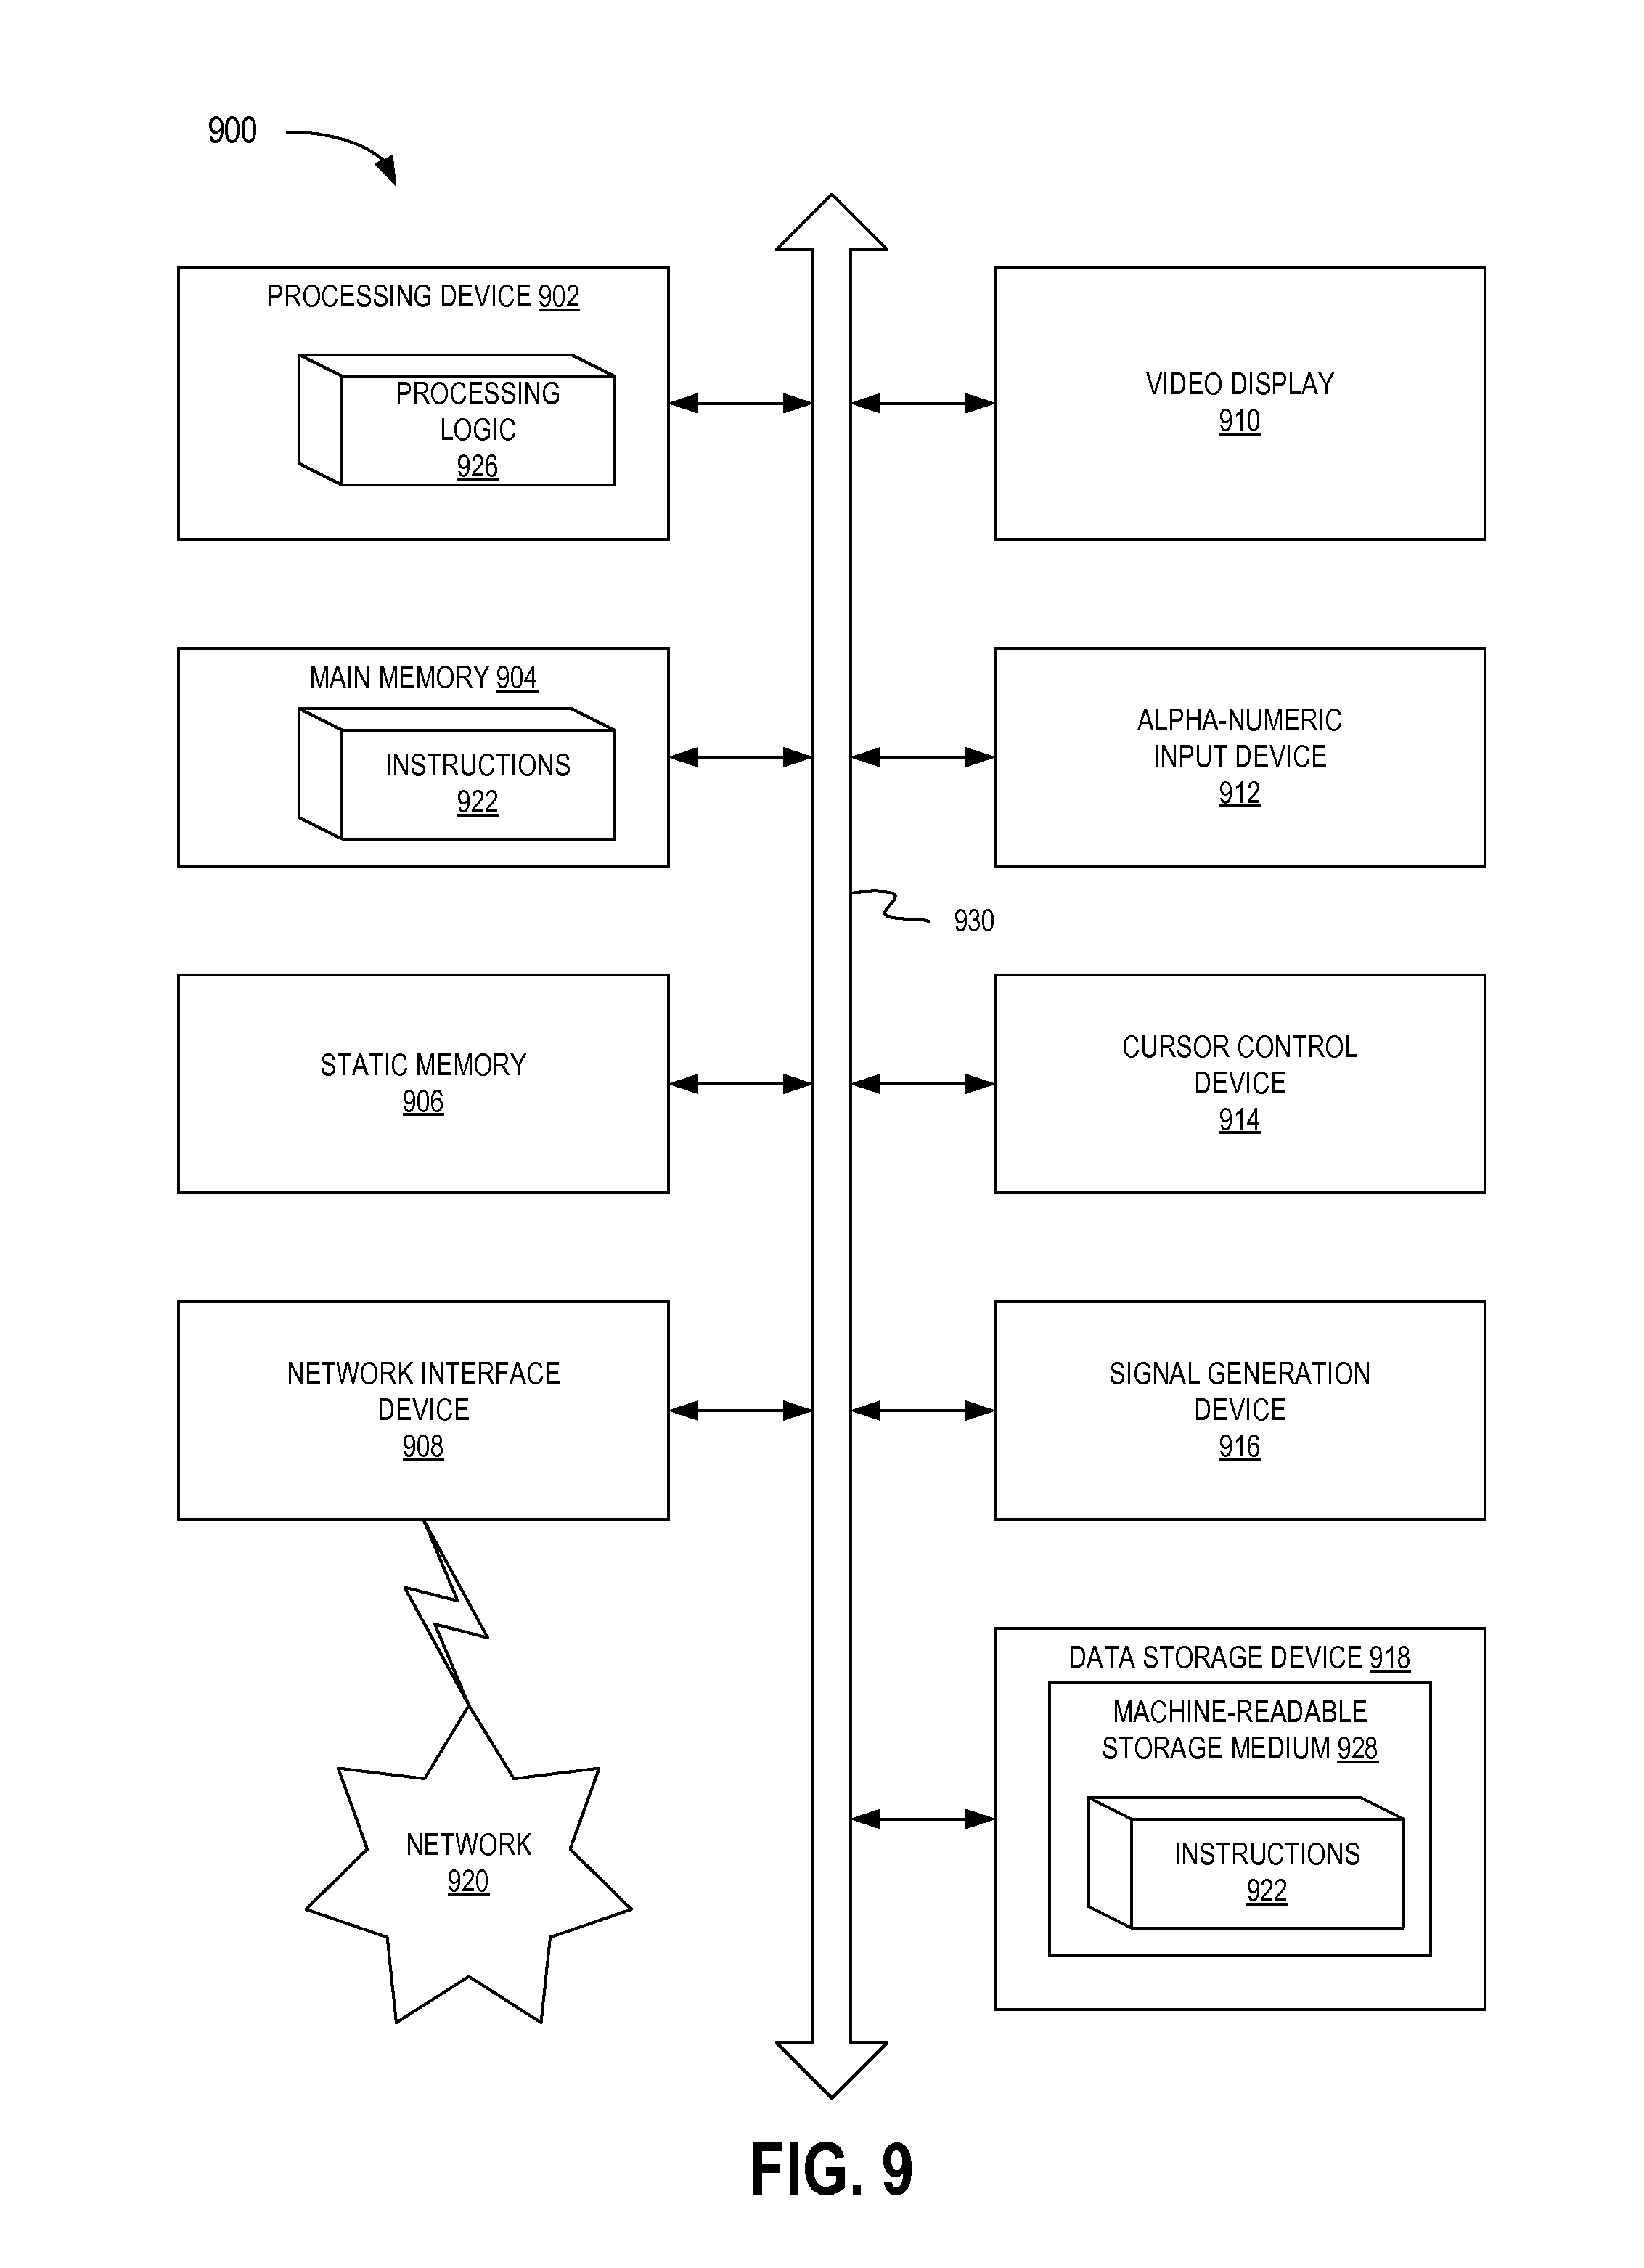 900
PROCESSING DEVICE 902
PROCESSING
LOGIC
926
VIDEO DISPLAY
910
MAIN MEMORY 904
INSTRUCTIONS
922
ALPHA-NUMERIC
INPUT DEVICE
912
930
STATIC MEMORY
906
CURSOR CONTROL
DEVICE
914
NETWORK INTERFACE
DEVICE
908
SIGNAL GENERATION
DEVICE
916
DATA STORAGE DEVICE 918
MACHINE-READABLE
STORAGE MEDIUM 928
INSTRUCTIONS
922
NETWORK
920
FIG. 9